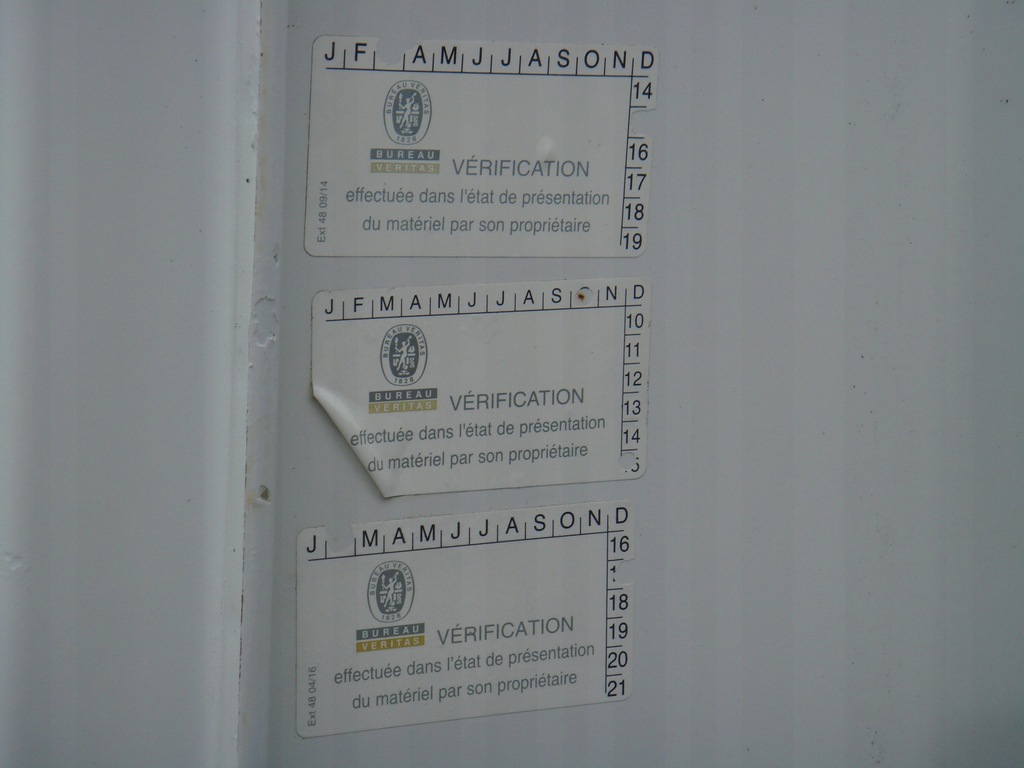 J F A M J J A S O N D
14
BUREAU VERITAS
1828
16
BUREAU
VERITAS
VÉRIFICATION
17
effectuée dans l'état de présentation
18
du matériel par son propriétaire
19
Ext 48 09/14
J F M A M J J A S N D
10
BUREAU VERITAS
11
1828
12
BUREAU
VERITAS
VÉRIFICATION
13
effectuée dans l'état de présentation
14
du matériel par son propriétaire
J M A M J J A S O N D
16
BUREAU VERITAS
1828
18
BUREAU
VERITAS
VÉRIFICATION
19
effectuée dans l'état de présentation
20
du matériel par son propriétaire
21
Ext 48 04/16